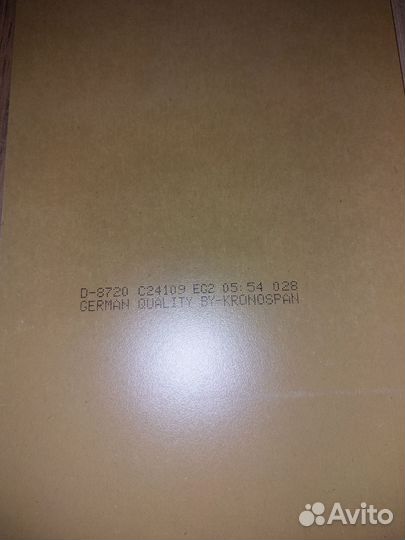 D-8720 C24109 EG2 05:54 028
GERMAN QUALITY BY-KRONOSPAN
Avito